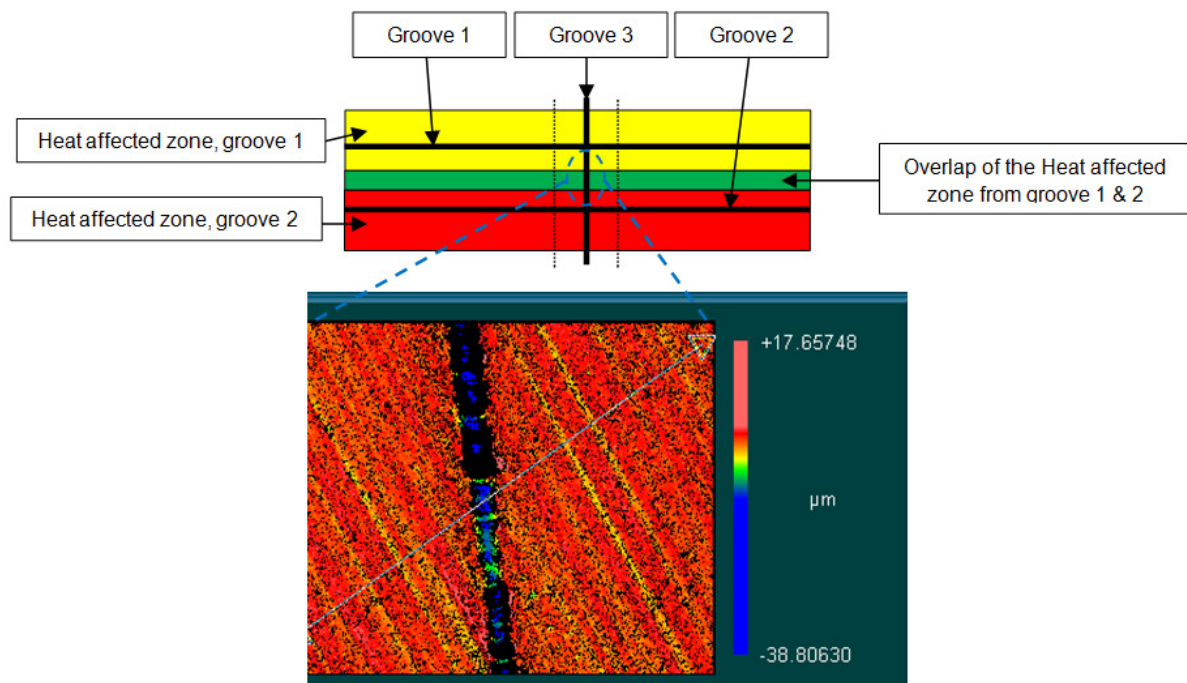 Groove 1
Groove 3
Groove 2
Heat affected zone, groove 1
Overlap of the Heat affected
zone from groove 1 & 2
Heat affected zone, groove 2
+17.65748
µm
-38.80630